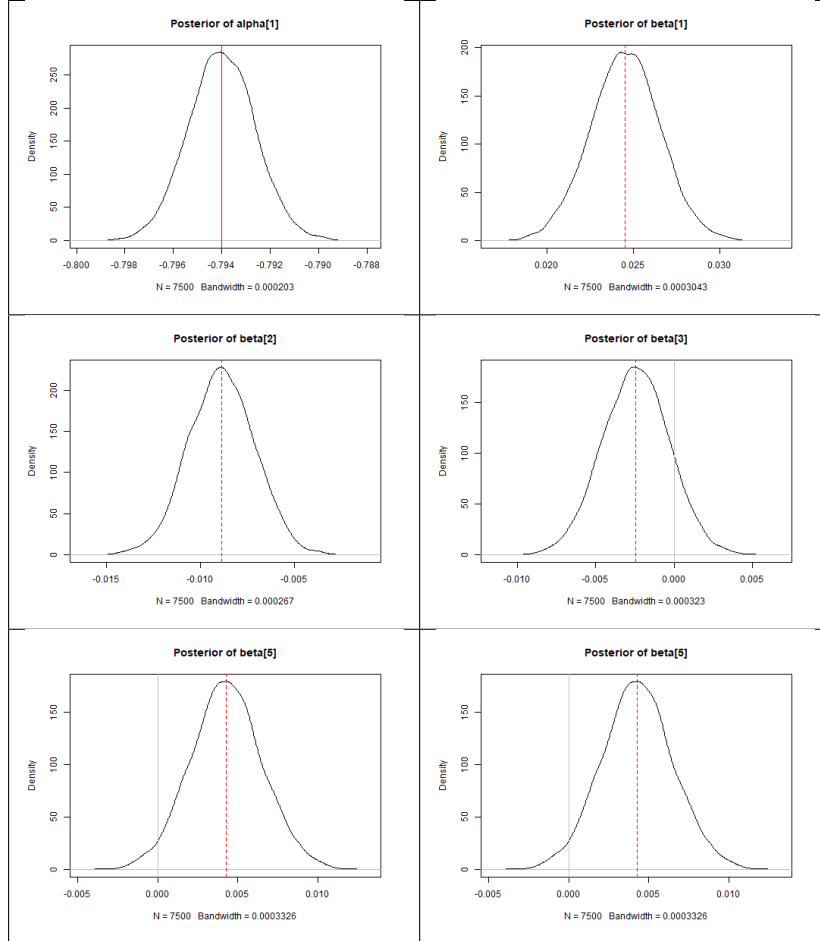 Posterior of alpha[1]
Density
0
50
100
150
200
250
-0.800 -0.798 -0.796 -0.794 -0.792 -0.790 -0.788
N = 7500 Bandwidth = 0.000203
Posterior of beta[1]
Density
0
50
100
150
200
0.020 0.025 0.030
N = 7500 Bandwidth = 0.0003043
Posterior of beta[2]
Density
0
50
100
150
200
-0.015 -0.010 -0.005
N = 7500 Bandwidth = 0.000267
Posterior of beta[3]
Density
0
50
100
150
-0.010 -0.005 0.000 0.005
N = 7500 Bandwidth = 0.000323
Posterior of beta[5]
Density
0
50
100
150
-0.005 0.000 0.005 0.010
N = 7500 Bandwidth = 0.0003326
Posterior of beta[5]
Density
0
50
100
150
-0.005 0.000 0.005 0.010
N = 7500 Bandwidth = 0.0003326